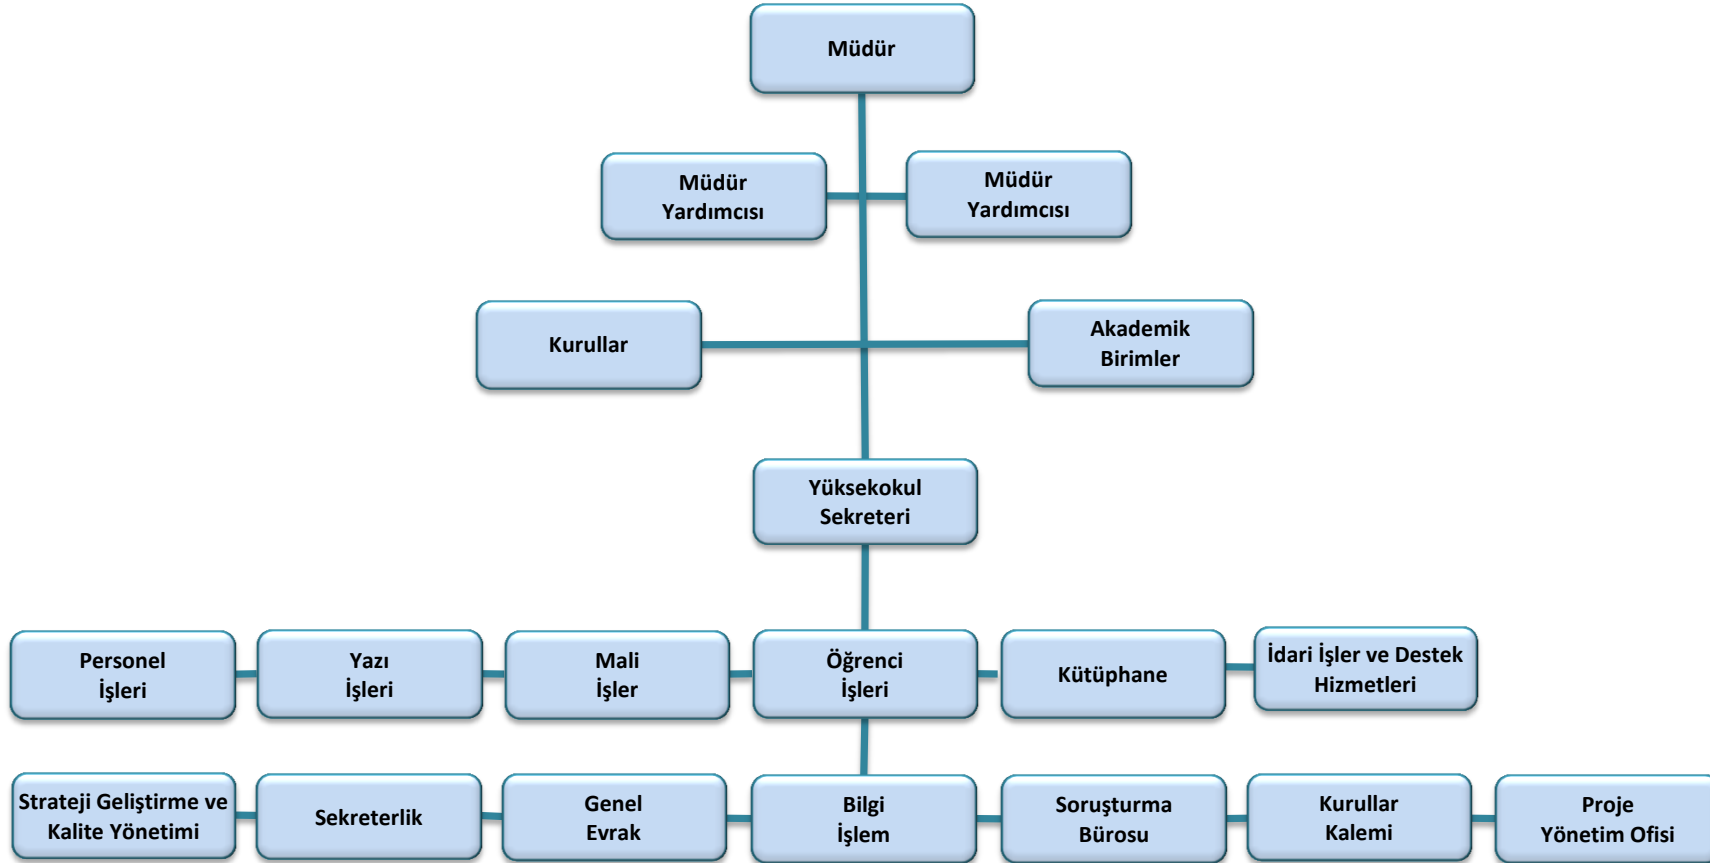 Müdür
Müdür
Yardımcısı
Müdür
Yardımcısı
Kurullar
Akademik
Birimler
Yüksekokul
Sekreteri
Personel
İşleri
Yazı
İşleri
Mali
İşler
Öğrenci
İşleri
Kütüphane
İdari İşler ve Destek
Hizmetleri
Strateji Geliştirme ve
Kalite Yönetimi
Sekreterlik
Genel
Evrak
Bilgi
İşlem
Soruşturma
Bürosu
Kurullar
Kalemi
Proje
Yönetim Ofisi